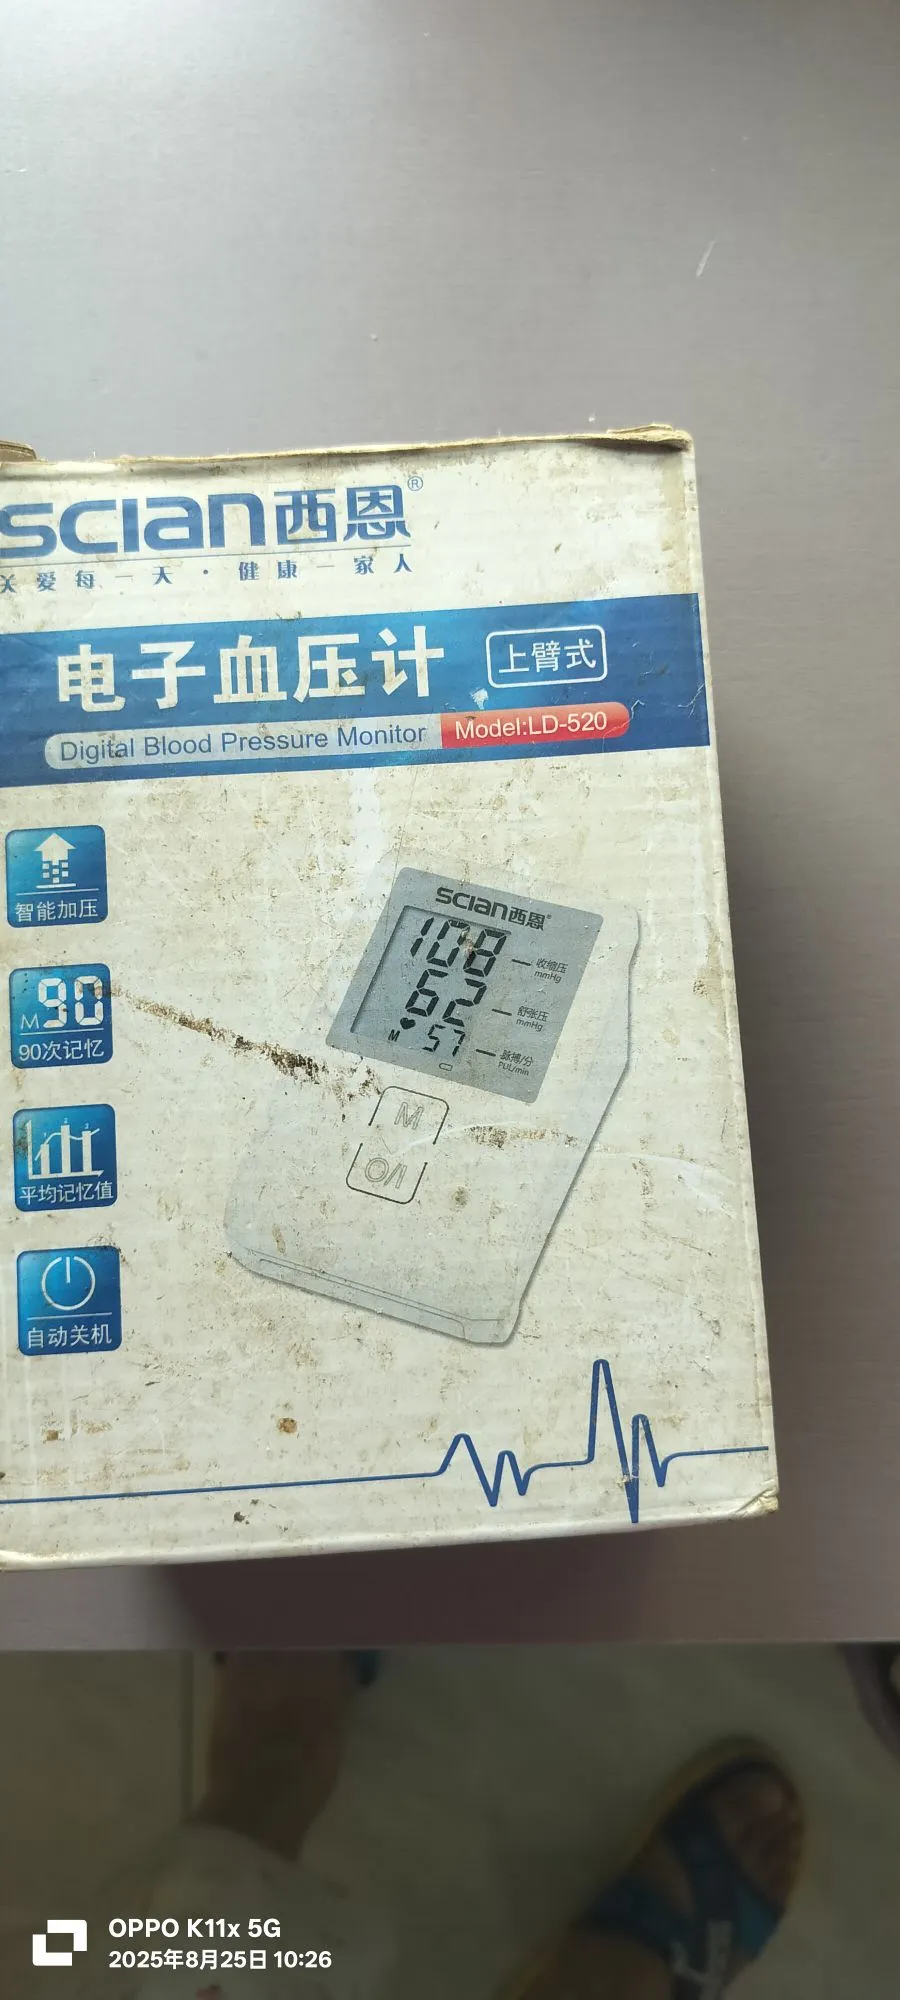 scian西恩®
关爱每一天·健康一家人
电子血压计 上臂式
Digital Blood Pressure Monitor Model:LD-520
智能加压
M90
90次记忆
平均记忆值
自动关机
scian西恩®
108 收缩压 mmHg
62 舒张压 mmHg
M 57 脉搏/分 PUL/min
M
O/I
OPPO K11x 5G
2025年8月25日 10:26